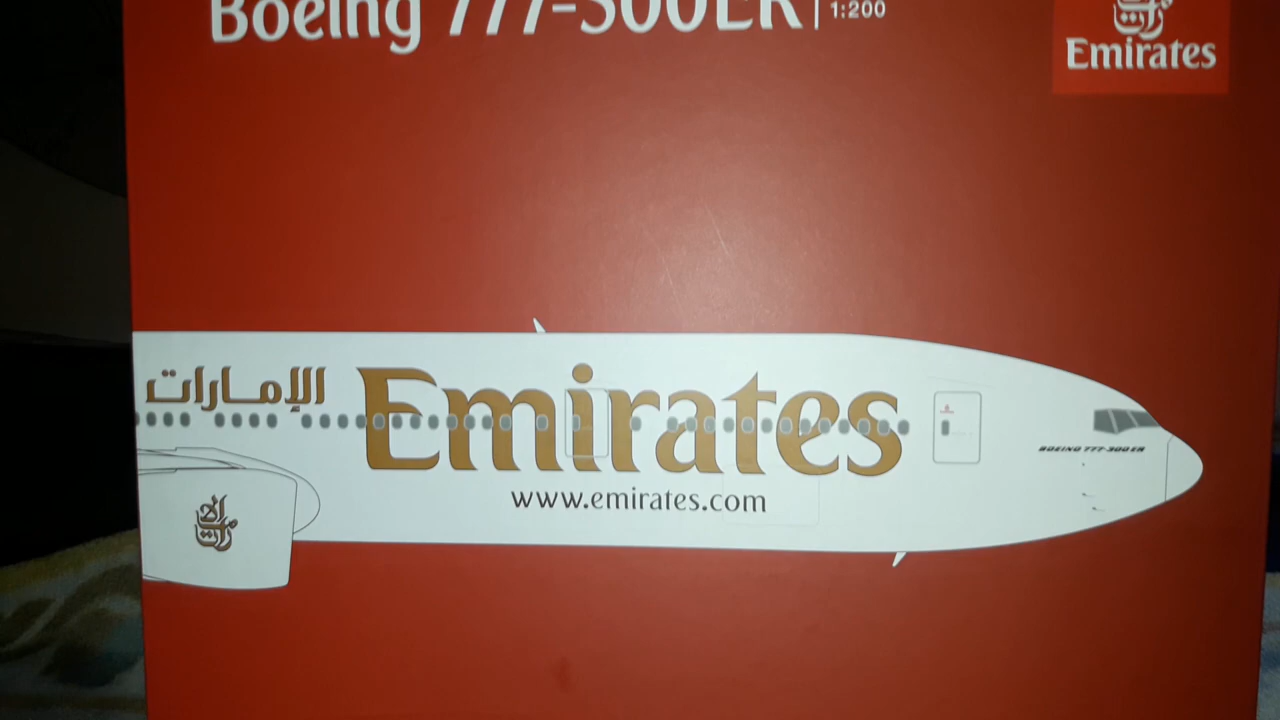 Boeing 777-300ER | 1:200
Emirates
الإمارات
Emirates
www.emirates.com
BOEING 777-300ER